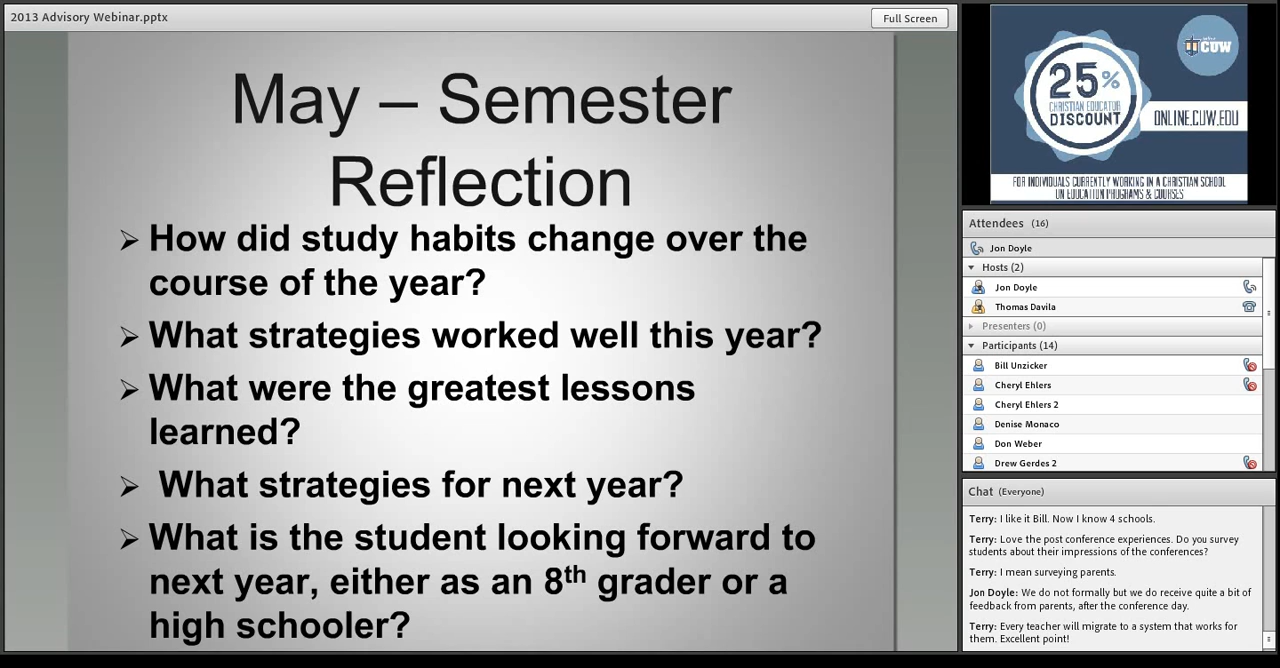 2013 Advisory Webinar.pptx
Full Screen
May – Semester
Reflection
How did study habits change over the
course of the year?
What strategies worked well this year?
What were the greatest lessons
learned?
What strategies for next year?
What is the student looking forward to
next year, either as an 8th grader or a
high schooler?
CUW
25%
CHRISTIAN EDUCATOR
DISCOUNT
ONLINE.CUW.EDU
FOR INDIVIDUALS CURRENTLY WORKING IN A CHRISTIAN SCHOOL
ON EDUCATION PROGRAMS & COURSES
Attendees (16)
Jon Doyle
Hosts (2)
Jon Doyle
Thomas Davila
Presenters (0)
Participants (14)
Bill Unzicker
Cheryl Ehlers
Cheryl Ehlers 2
Denise Monaco
Don Weber
Drew Gerdes 2
Chat (Everyone)
Terry: I like it Bill. Now I know 4 schools.
Terry: Love the post conference experiences. Do you survey
students about their impressions of the conferences?
Terry: I mean surveying parents.
Jon Doyle: We do not formally but we do receive quite a bit of
feedback from parents, after the conference day.
Terry: Every teacher will migrate to a system that works for
them. Excellent point!